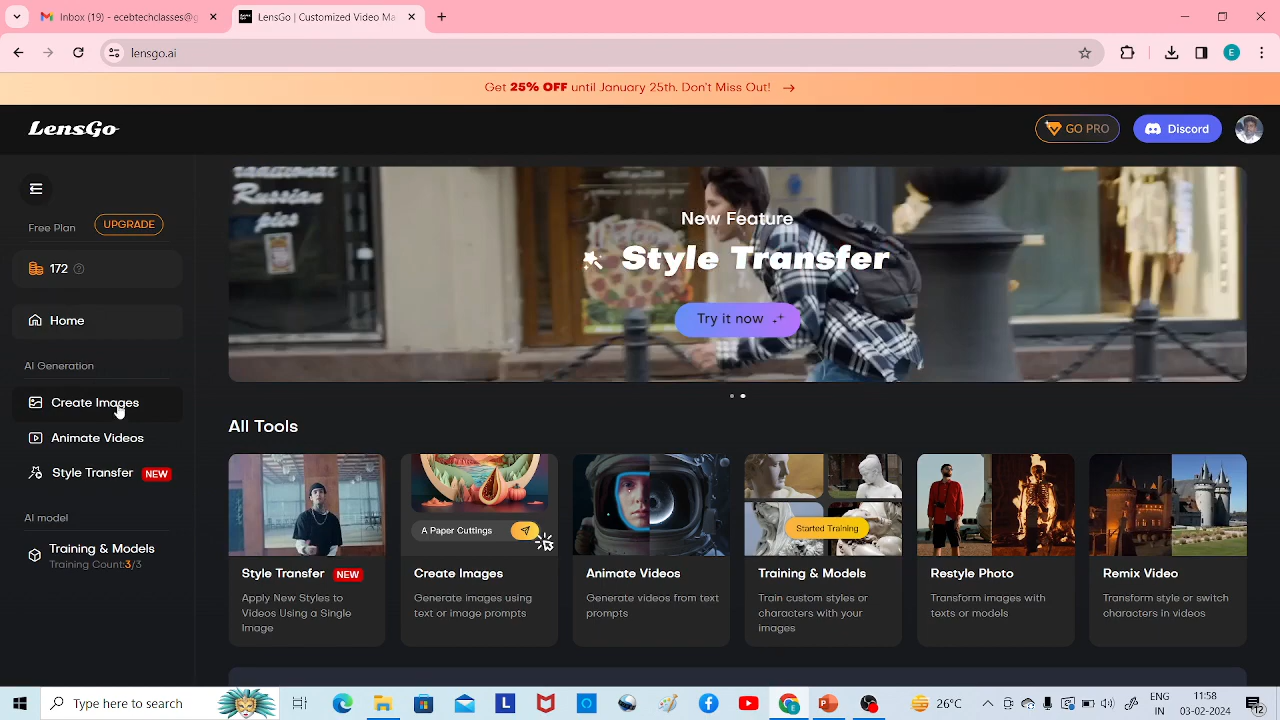 Inbox (19) - ecebtechclasses@g
LensGo | Customized Video Ma
lensgo.ai
E
Get 25% OFF until January 25th. Don't Miss Out! →
LensGo
GO PRO
Discord
Free Plan
UPGRADE
172
Home
AI Generation
Create Images
Animate Videos
Style Transfer NEW
AI model
Training & Models
Training Count:3/3
traditional
Russian
pies
New Feature
Style Transfer
Try it now
All Tools
Style Transfer NEW
Apply New Styles to
Videos Using a Single
Image
A Paper Cuttings
Create Images
Generate images using
text or image prompts
Animate Videos
Generate videos from text
prompts
Started Training
Training & Models
Train custom styles or
characters with your
images
Restyle Photo
Transform images with
texts or models
Remix Video
Transform style or switch
characters in videos
Type here to search
L
26°C
ENG
IN
11:58
03-02-2024
12